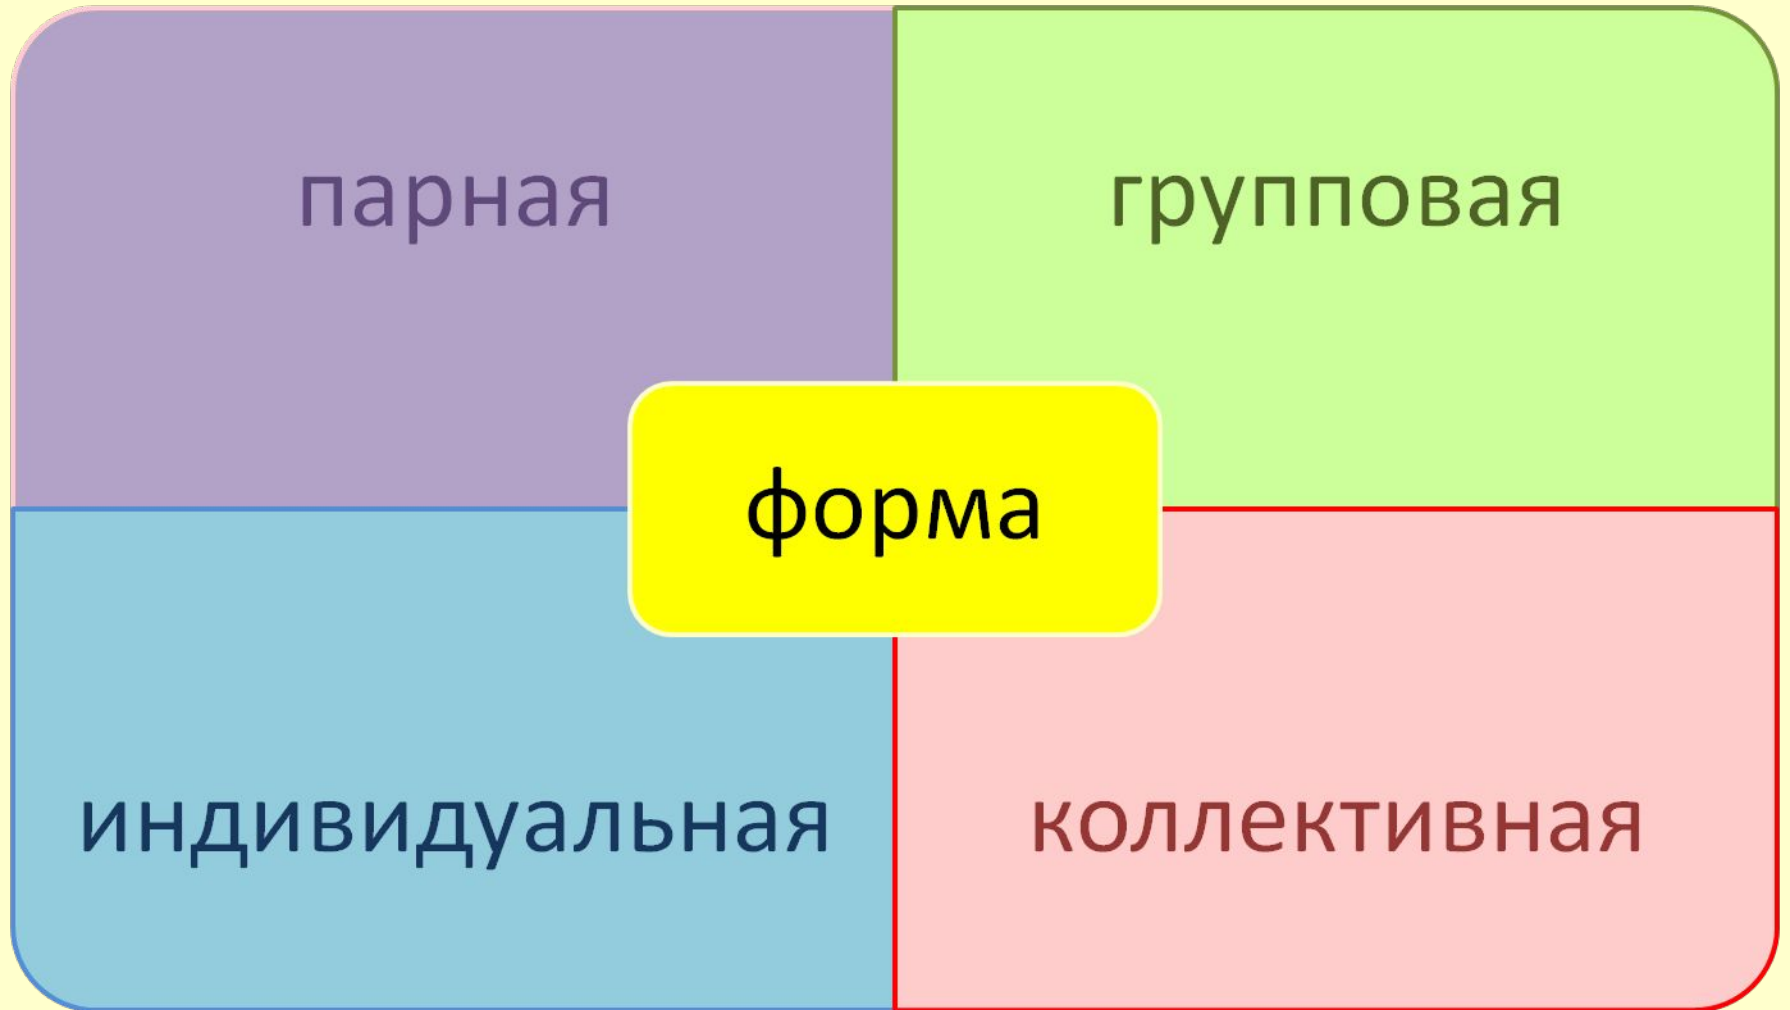 парная
групповая
форма
индивидуальная
коллективная